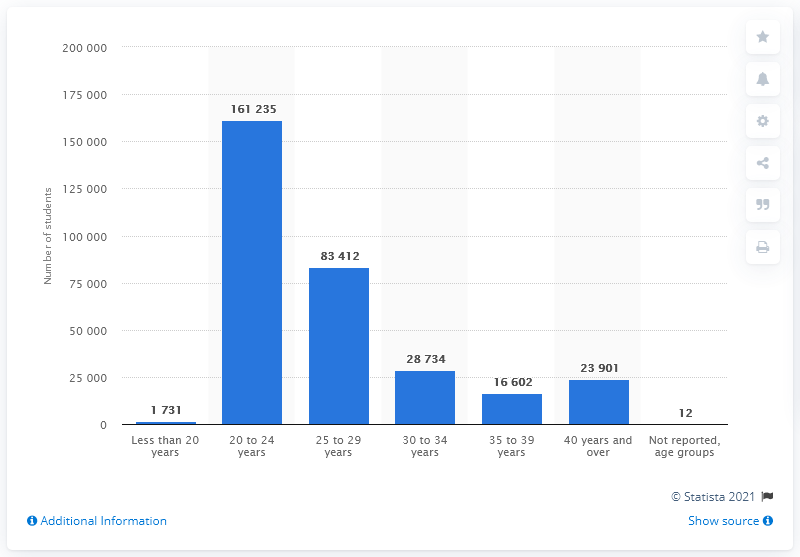 200 000
175 000
150 000
125 000
100 000
75 000
50 000
25 000
0
Number of students
1 731
161 235
83 412
28 734
16 602
23 901
12
Less than 20
years
20 to 24
years
25 to 29
years
30 to 34
years
35 to 39
years
40 years and
over
Not reported,
age groups
© Statista 2021
Additional Information
Show source